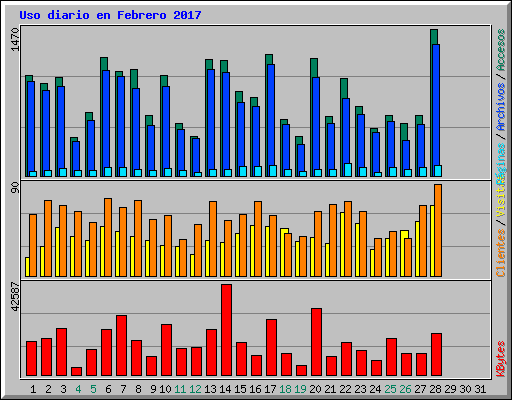 Uso diario en Febrero 2017
1470
90
42587
Accesos
/
Archivos
/
Páginas
Visitas
/
Clientes
KBytes
1 2 3 4 5 6 7 8 9 10 11 12 13 14 15 16 17 18 19 20 21 22 23 24 25 26 27 28 29 30 31